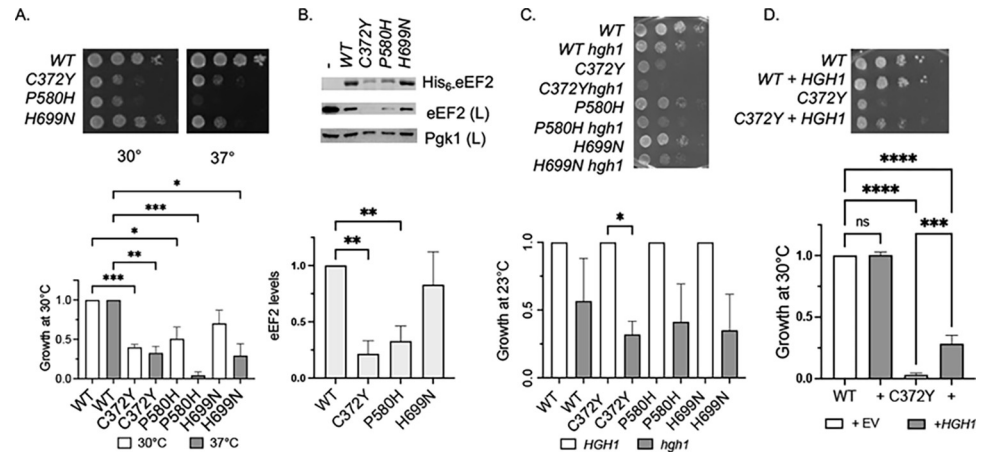 A.
WT
C372Y
P580H
H699N
30°
37°
*
***
*
**
***
Growth at 30°C
1.0
0.5
0.0
WT
WT
C372Y
C372Y
P580H
P580H
H699N
H699N
30°C
37°C
B.
-
WT
C372Y
P580H
H699N
His6-eEF2
eEF2 (L)
Pgk1 (L)
**
**
eEF2 levels
1.0
0.5
0.0
WT
C372Y
P580H
H699N
C.
WT
WT hgh1
C372Y
C372Yhgh1
P580H
P580H hgh1
H699N
H699N hgh1
*
Growth at 23°C
1.0
0.5
0.0
WT
WT
C372Y
C372Y
P580H
P580H
H699N
H699N
HGH1
hgh1
D.
WT
WT + HGH1
C372Y
C372Y + HGH1
****
****
ns
***
Growth at 30°C
1.0
0.5
0.0
WT + C372Y +
+ EV
+HGH1